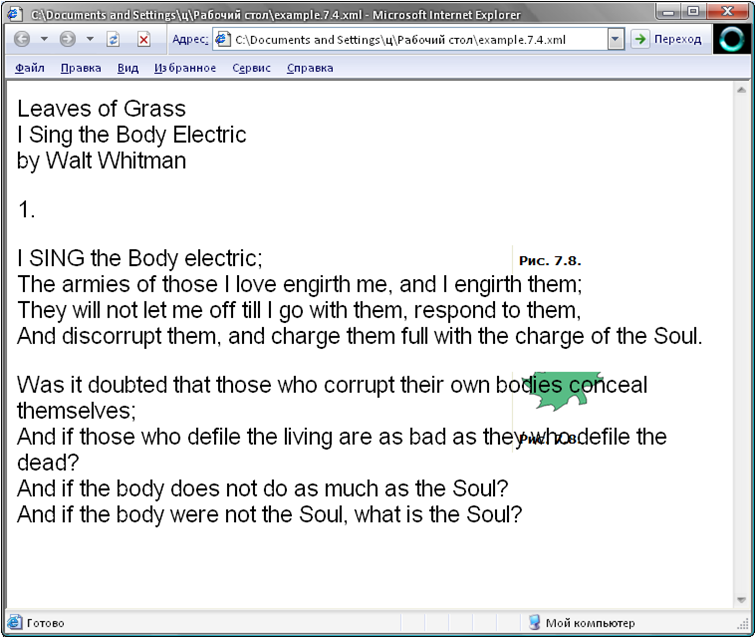 C:\Documents and Settings\ц\Рабочий стол\example.7.4.xml - Microsoft Internet Explorer
Адрес: C:\Documents and Settings\ц\Рабочий стол\example.7.4.xml Переход
Файл Правка Вид Избранное Сервис Справка
Leaves of Grass
I Sing the Body Electric
by Walt Whitman
1.
I SING the Body electric;
Рис. 7.8.
The armies of those I love engirth me, and I engirth them;
They will not let me off till I go with them, respond to them,
And discorrupt them, and charge them full with the charge of the Soul.
Was it doubted that those who corrupt their own bodies conceal
themselves;
And if those who defile the living are as bad as they who defile the
Рис. 7.8.
dead?
And if the body does not do as much as the Soul?
And if the body were not the Soul, what is the Soul?
Готово Мой компьютер